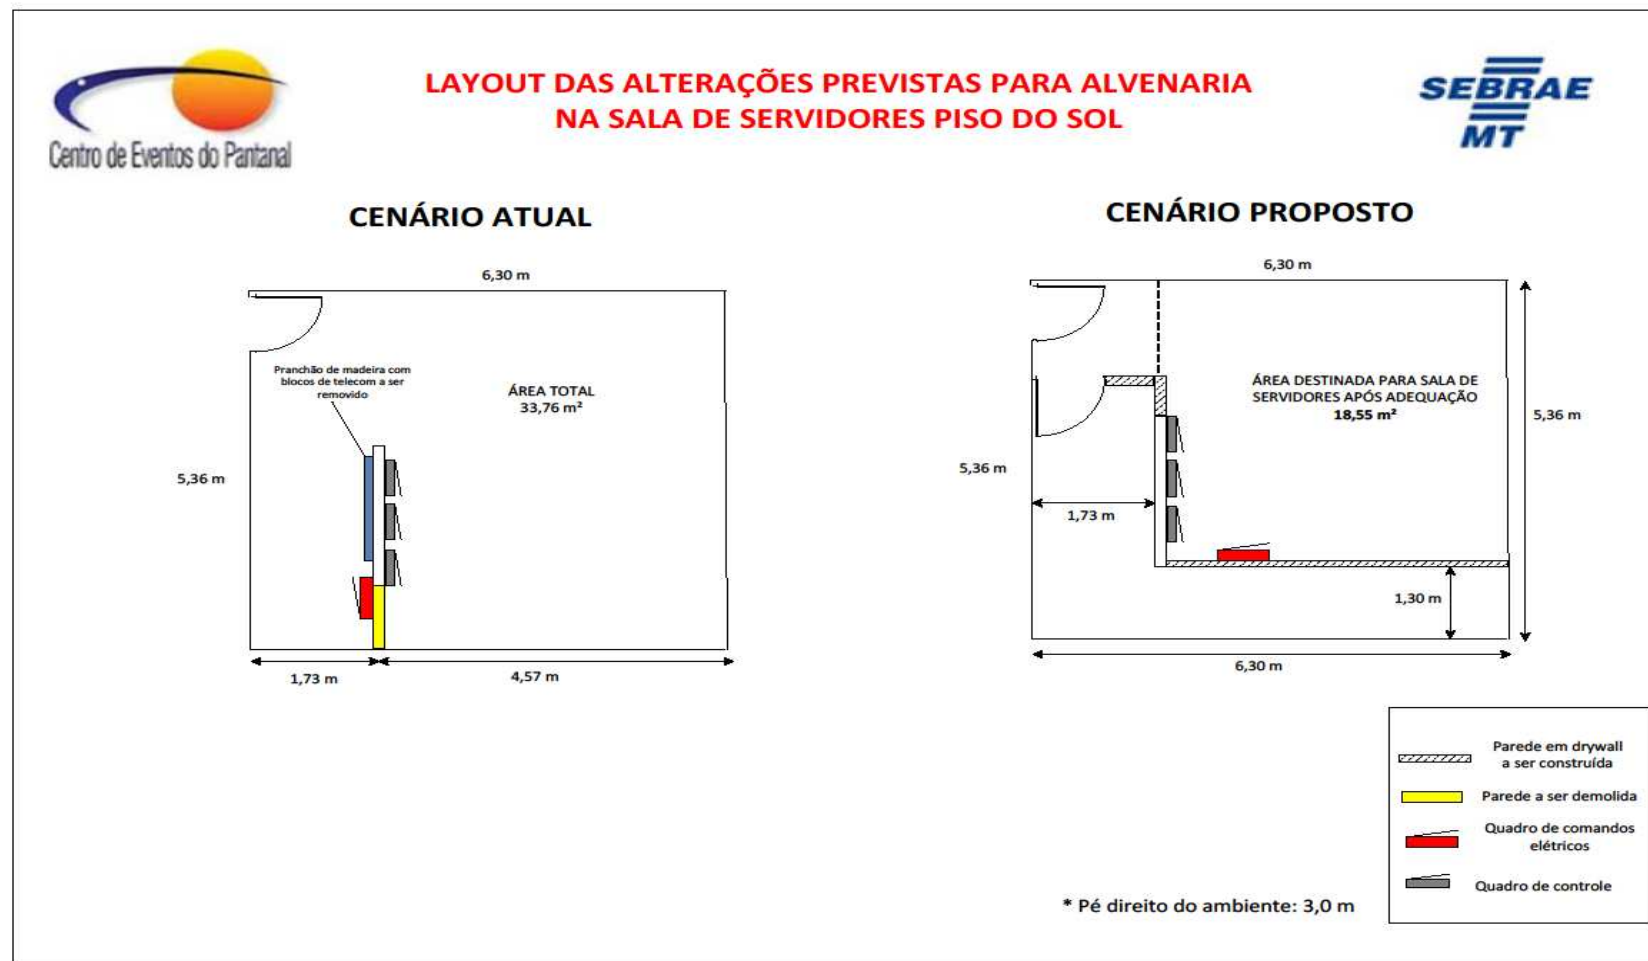 LAYOUT DAS ALTERAÇÕES PREVISTAS PARA ALVENARIA
NA SALA DE SERVIDORES PISO DO SOL
Centro de Eventos do Pantanal
SEBRAE
MT
CENÁRIO ATUAL
6,30 m
Pranchão de madeira com
blocos de telecom a ser
removido
ÁREA TOTAL
33,76 m²
5,36 m
1,73 m
4,57 m
CENÁRIO PROPOSTO
6,30 m
ÁREA DESTINADA PARA SALA DE
SERVIDORES APÓS ADEQUAÇÃO
18,55 m²
5,36 m
5,36 m
1,73 m
1,30 m
6,30 m
Parede em drywall
a ser construída
Parede a ser demolida
Quadro de comandos
elétricos
Quadro de controle
* Pé direito do ambiente: 3,0 m